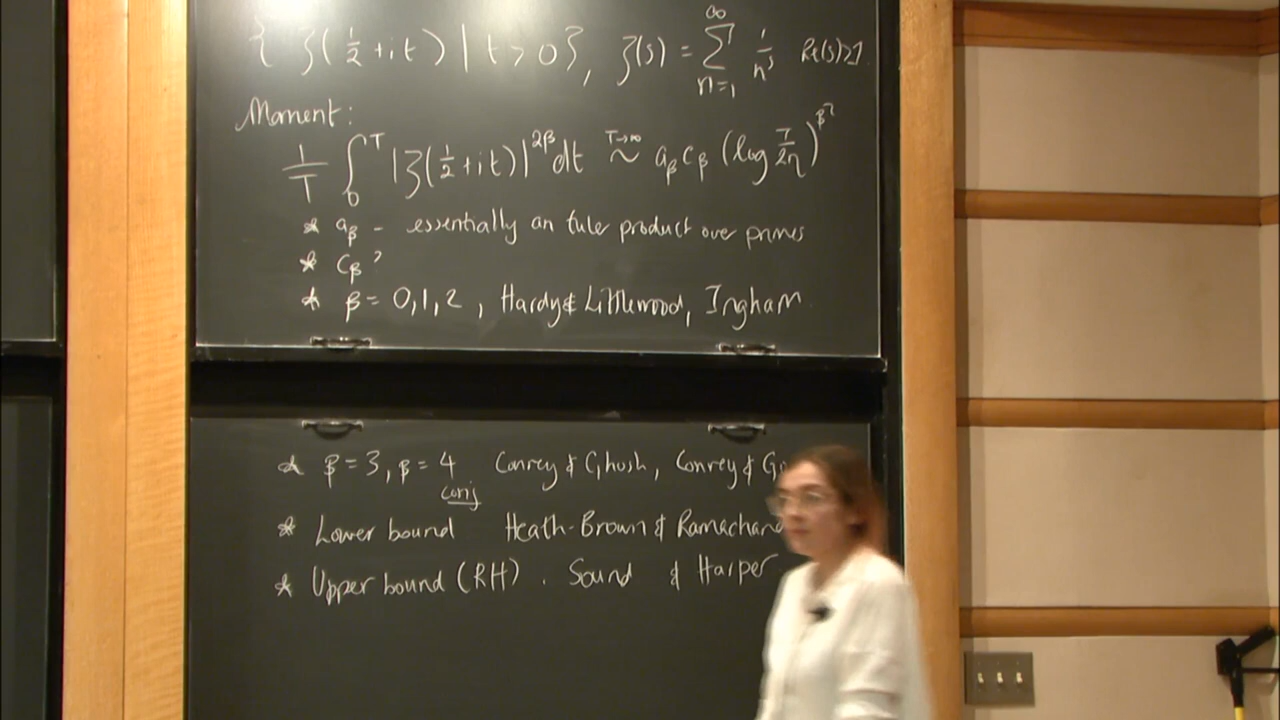 { ζ(1/2 + it) | t > 0 }, ζ(s) = ∑_{n=1}^{∞} 1/n^s Re(s)>1
Moment:
1/T ∫_0^T |ζ(1/2 + it)|^{2β} dt ~^{T→∞} a_β c_β (log T/2π)^{β²}
* a_β - essentially an Euler product over primes
* c_β ?
* β = 0, 1, 2 , Hardy & Littlewood, Ingham
* β = 3, β = 4 Conrey & Ghosh, Conrey & Go
conj
* Lower bound Heath-Brown & Ramachand
* Upper bound (RH) . Sound & Harper